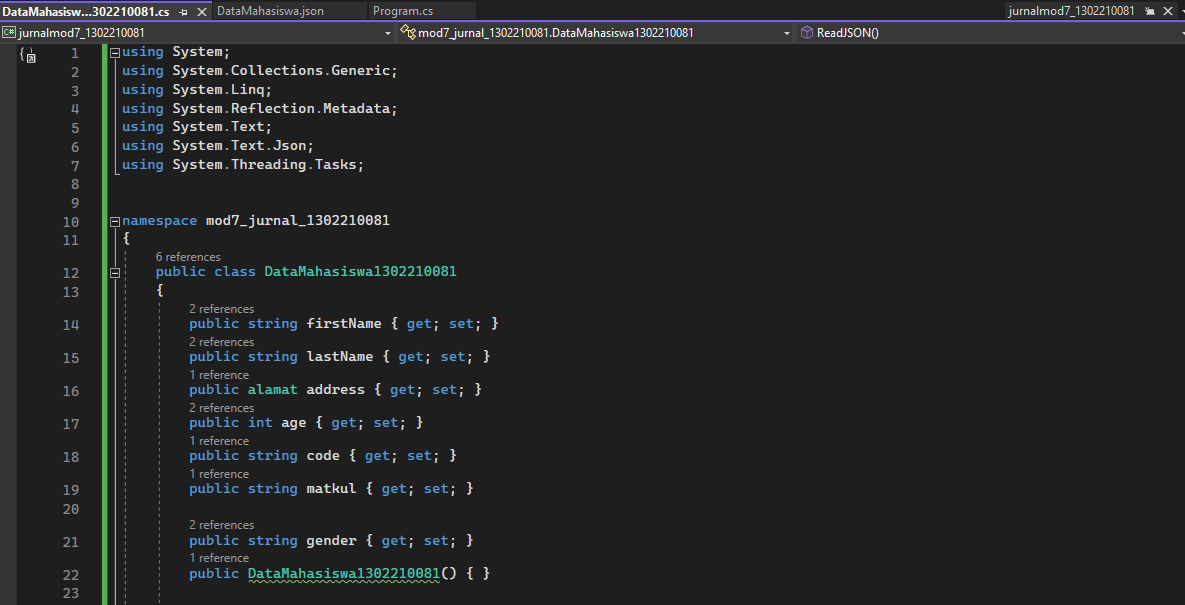 DataMahasisw...302210081.cs DataMahasiswa.json Program.cs jurnalmod7_1302210081
C# jurnalmod7_1302210081 mod7_jurnal_1302210081.DataMahasiswa1302210081 ReadJSON()
1 using System;
2 using System.Collections.Generic;
3 using System.Linq;
4 using System.Reflection.Metadata;
5 using System.Text;
6 using System.Text.Json;
7 using System.Threading.Tasks;
8
9
10 namespace mod7_jurnal_1302210081
11 {
6 references
12 public class DataMahasiswa1302210081
13 {
2 references
14 public string firstName { get; set; }
2 references
15 public string lastName { get; set; }
1 reference
16 public alamat address { get; set; }
2 references
17 public int age { get; set; }
1 reference
18 public string code { get; set; }
1 reference
19 public string matkul { get; set; }
20
2 references
21 public string gender { get; set; }
1 reference
22 public DataMahasiswa1302210081() { }
23